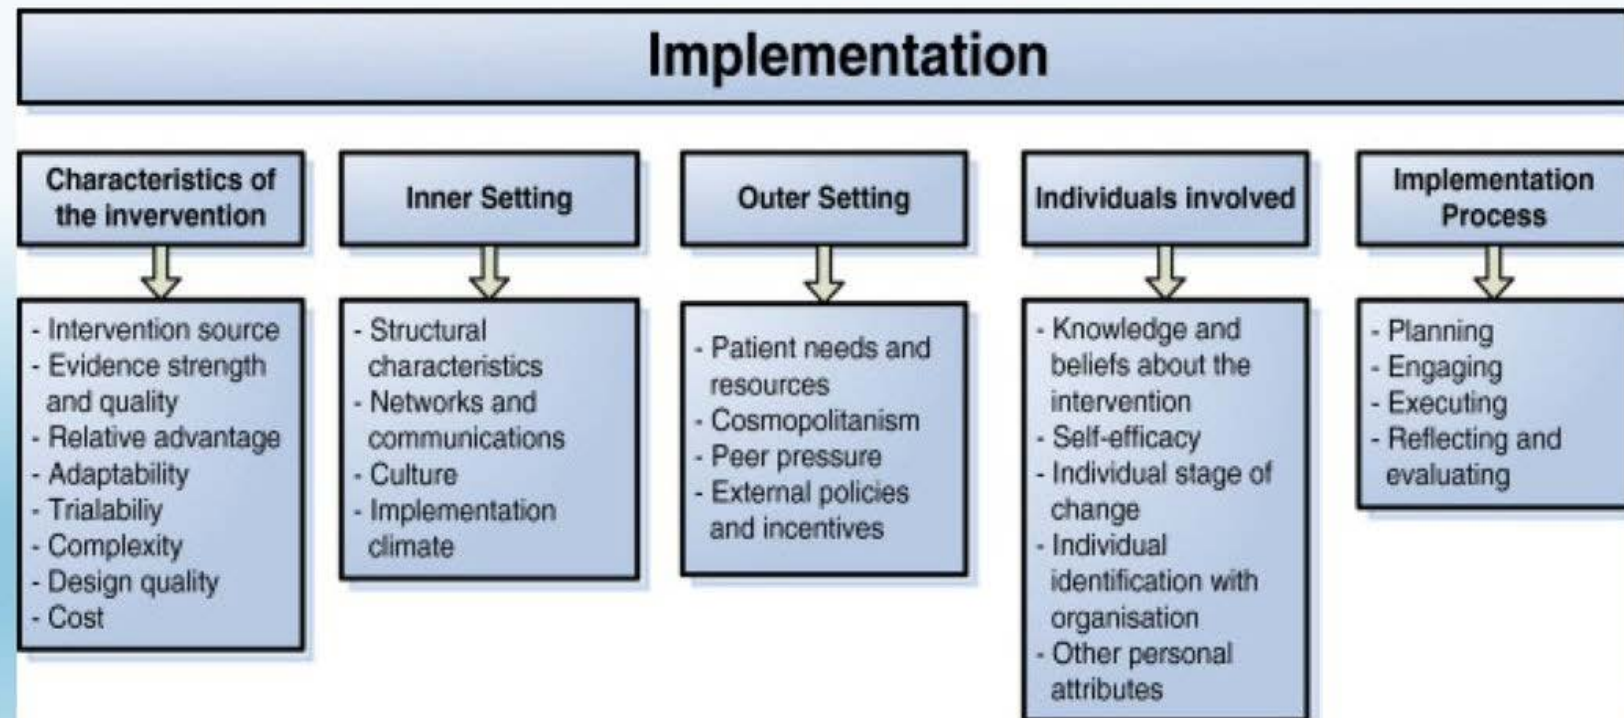 Implementation
Characteristics of
the invervention
- Intervention source
- Evidence strength
and quality
- Relative advantage
- Adaptability
- Trialabiliy
- Complexity
- Design quality
- Cost
Inner Setting
- Structural
characteristics
- Networks and
communications
- Culture
- Implementation
climate
Outer Setting
- Patient needs and
resources
- Cosmopolitanism
- Peer pressure
- External policies
and incentives
Individuals involved
- Knowledge and
beliefs about the
intervention
- Self-efficacy
- Individual stage of
change
- Individual
identification with
organisation
- Other personal
attributes
Implementation
Process
- Planning
- Engaging
- Executing
- Reflecting and
evaluating